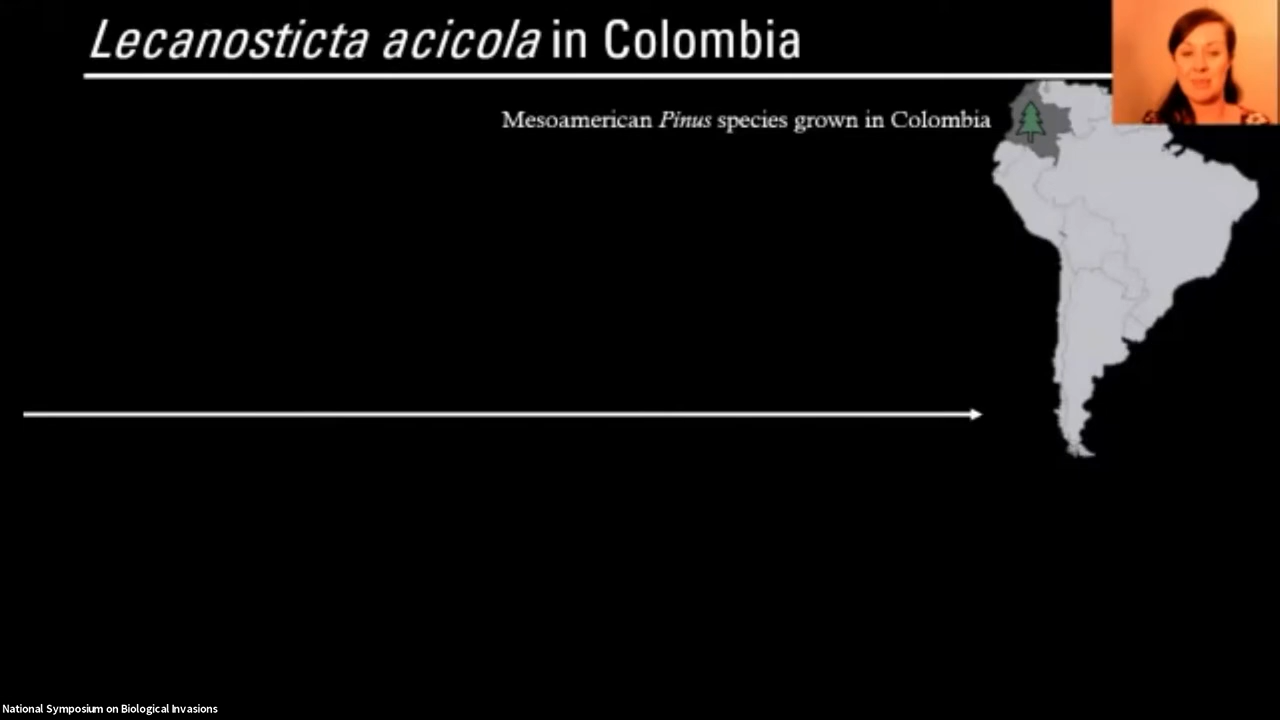 Lecanosticta acicola in Colombia
Mesoamerican Pinus species grown in Colombia
National Symposium on Biological Invasions